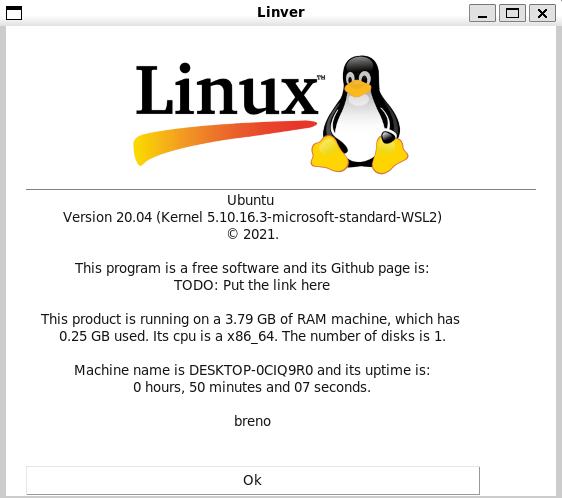 Linver
Linux™
Ubuntu
Version 20.04 (Kernel 5.10.16.3-microsoft-standard-WSL2)
© 2021.
This program is a free software and its Github page is:
TODO: Put the link here
This product is running on a 3.79 GB of RAM machine, which has
0.25 GB used. Its cpu is a x86_64. The number of disks is 1.
Machine name is DESKTOP-0CIQ9R0 and its uptime is:
0 hours, 50 minutes and 07 seconds.
breno
Ok